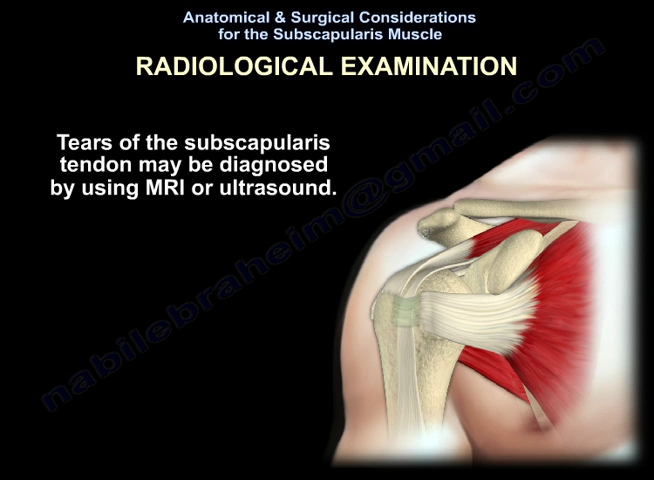 Anatomical & Surgical Considerations
for the Subscapularis Muscle
RADIOLOGICAL EXAMINATION
Tears of the subscapularis
tendon may be diagnosed
by using MRI or ultrasound.
nabilebraheim@gmail.com